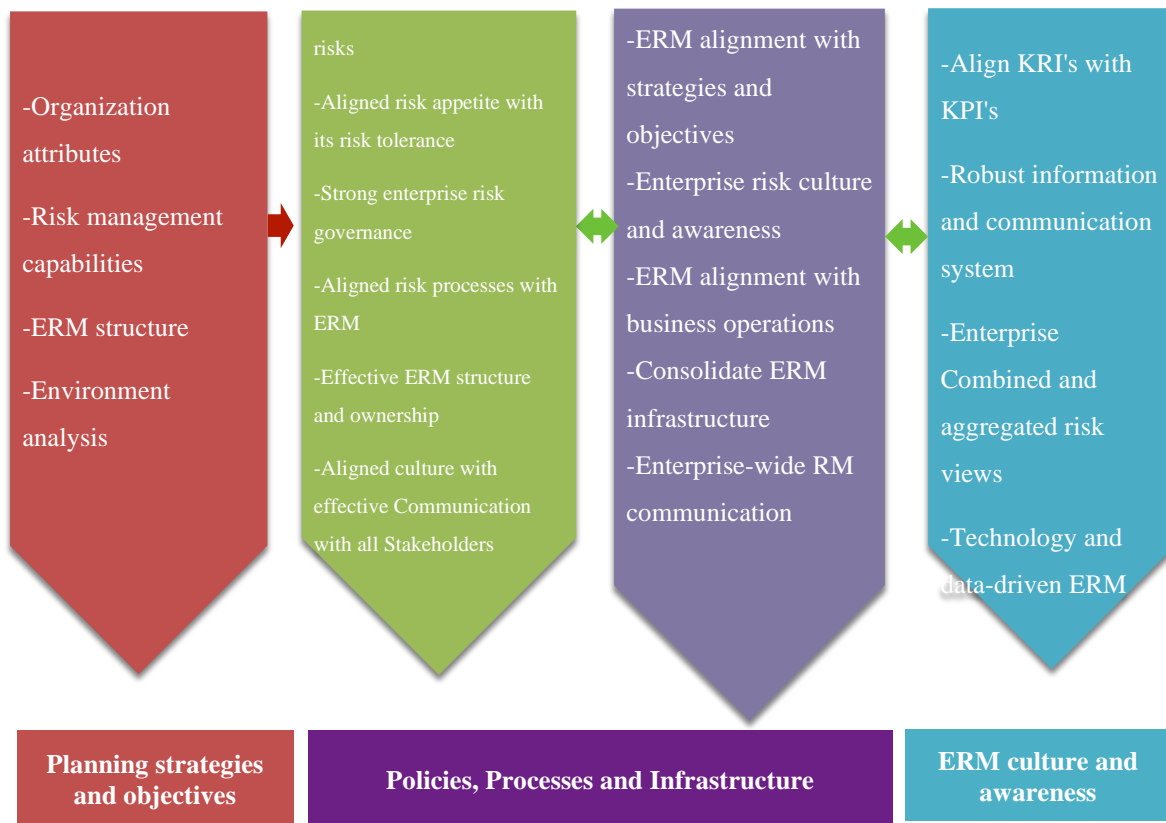 -Organization
attributes
-Risk management
capabilities
-ERM structure
-Environment
analysis
risks
-Aligned risk appetite with
its risk tolerance
-Strong enterprise risk
governance
-Aligned risk processes with
ERM
-Effective ERM structure
and ownership
-Aligned culture with
effective Communication
with all Stakeholders
-ERM alignment with
strategies and
objectives
-Enterprise risk culture
and awareness
-ERM alignment with
business operations
-Consolidate ERM
infrastructure
-Enterprise-wide RM
communication
-Align KRI's with
KPI's
-Robust information
and communication
system
-Enterprise
Combined and
aggregated risk
views
-Technology and
data-driven ERM
Planning strategies
and objectives
Policies, Processes and Infrastructure
ERM culture and
awareness